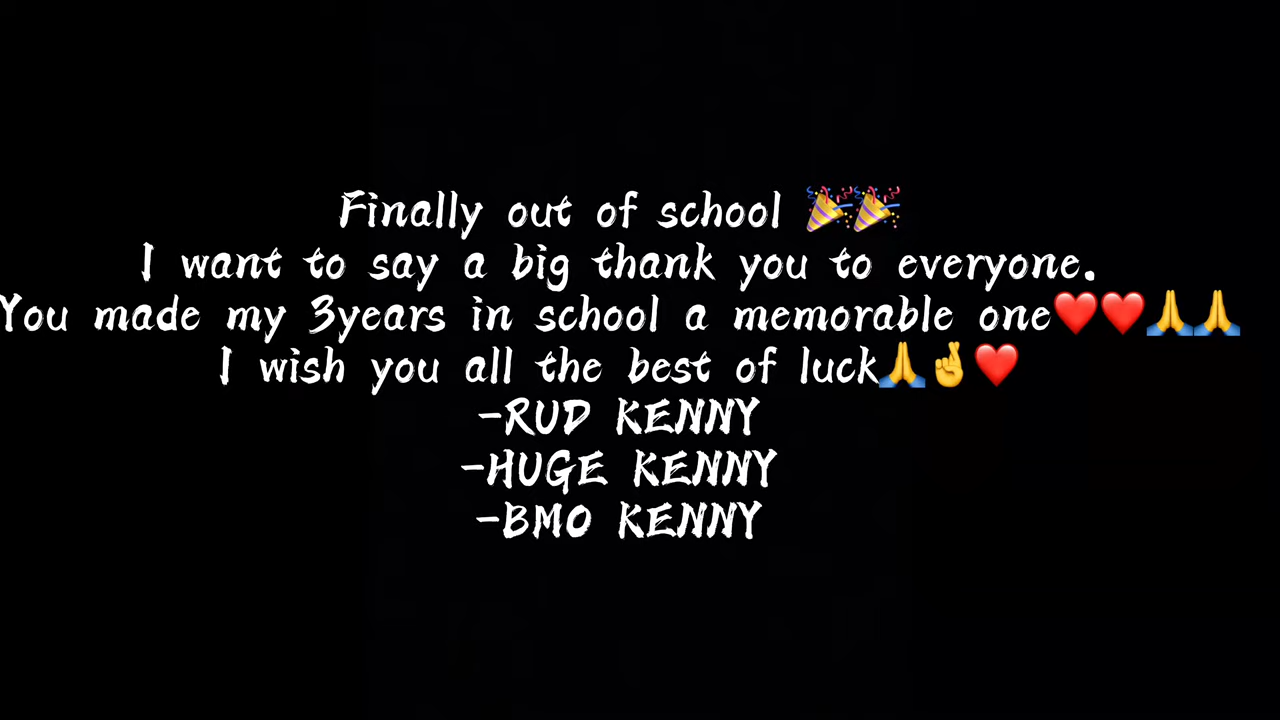 Finally out of school 🎉🎉
I want to say a big thank you to everyone.
You made my 3years in school a memorable one❤️❤️🙏🙏
I wish you all the best of luck🙏🤞❤️
-RUD KENNY
-HUGE KENNY
-BMO KENNY